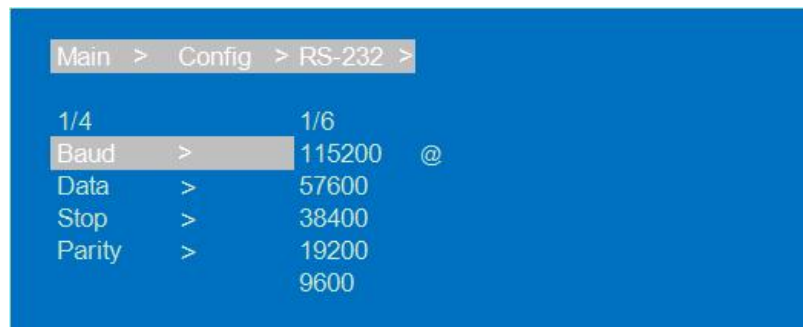 Main > Config > RS-232 >
1/4 1/6
Baud > 115200 @
Data > 57600
Stop > 38400
Parity > 19200
9600